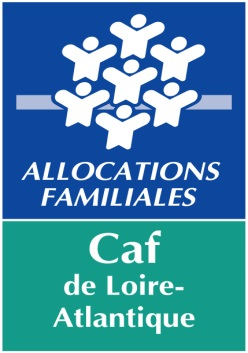 ALLOCATIONS
FAMILIALES
Caf
de Loire-
Atlantique